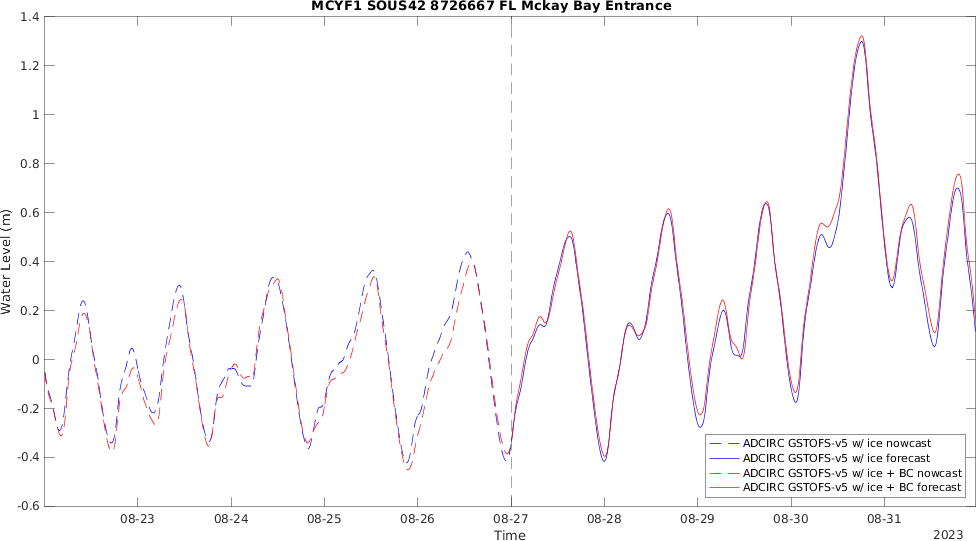 MCYF1 SOUS42 8726667 FL Mckay Bay Entrance
1.4
1.2
1
0.8
0.6
0.4
0.2
0
-0.2
-0.4
-0.6
Water Level (m)
ADCIRC GSTOFS-v5 w/ ice nowcast
ADCIRC GSTOFS-v5 w/ ice forecast
ADCIRC GSTOFS-v5 w/ ice + BC nowcast
ADCIRC GSTOFS-v5 w/ ice + BC forecast
08-23 08-24 08-25 08-26 08-27 08-28 08-29 08-30 08-31
Time
2023